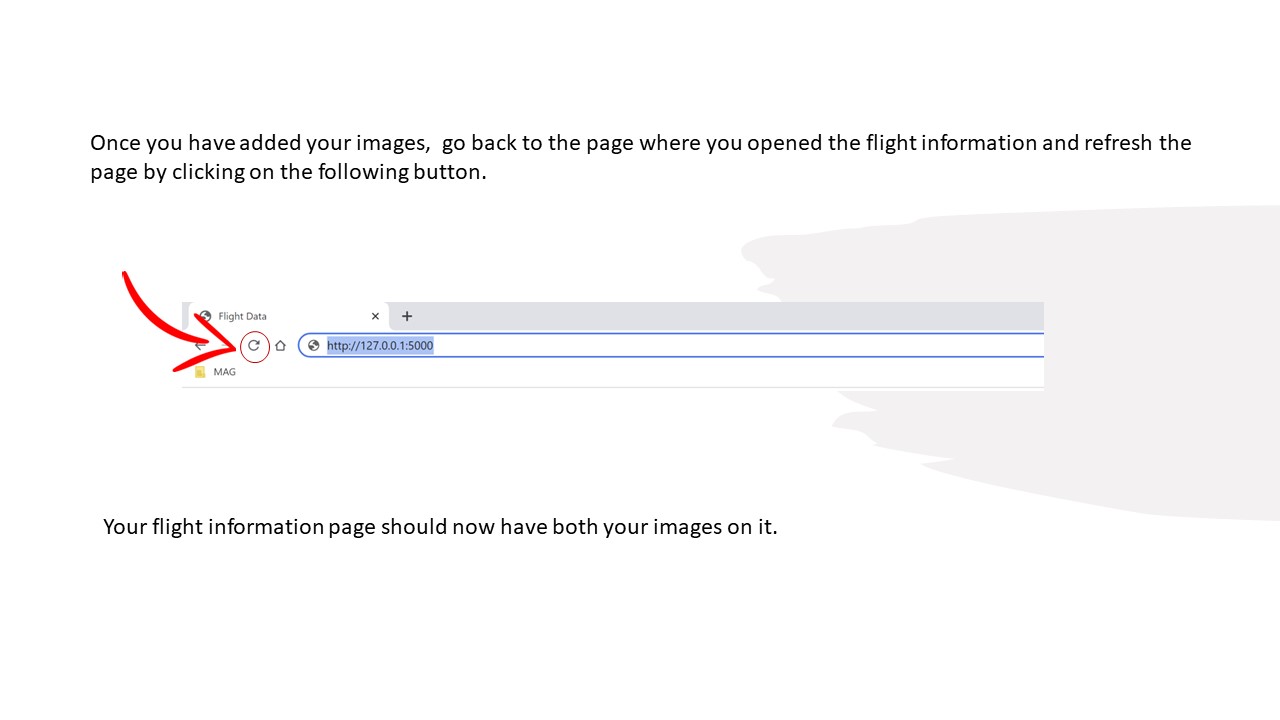 Once you have added your images,  go back to the page where you opened the flight information and refresh the
page by clicking on the following button.
Flight Data
http://127.0.0.1:5000
MAG
Your flight information page should now have both your images on it.